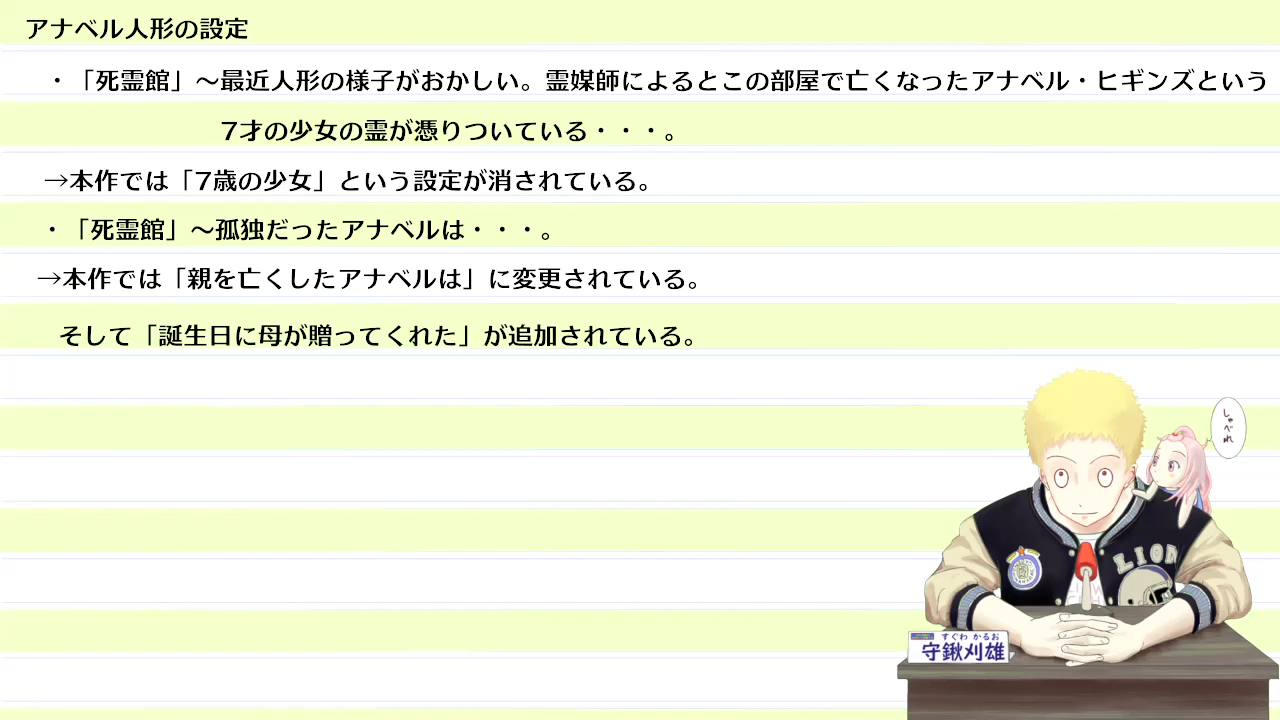 アナベル人形の設定
・「死霊館」～最近人形の様子がおかしい。霊媒師によるとこの部屋で亡くなったアナベル・ヒギンズという
7才の少女の霊が憑りついている・・・。
→本作では「7歳の少女」という設定が消されている。
・「死霊館」～孤独だったアナベルは・・・。
→本作では「親を亡くしたアナベルは」に変更されている。
そして「誕生日に母が贈ってくれた」が追加されている。
しゃべれ
LION
すぐわ かるお
守鍬刈雄